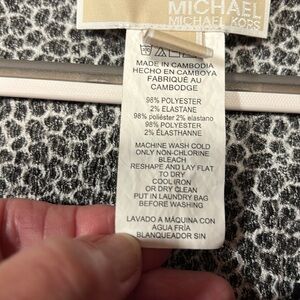 MICHAEL
MICHAEL KORS
MADE IN CAMBODIA
HECHO EN CAMBOYA
FABRIQUÉ AU
CAMBODGE
98% POLYESTER
2% ELASTANE
98% poliéster 2% elastano
98% POLYESTER
2% ÉLASTHANNE
MACHINE WASH COLD
ONLY NON-CHLORINE
BLEACH
RESHAPE AND LAY FLAT
TO DRY
COOL IRON
OR DRY CLEAN
PUT IN LAUNDRY BAG
BEFORE WASHING
LAVADO A MÁQUINA CON
AGUA FRÍA
BLANQUEADOR SIN